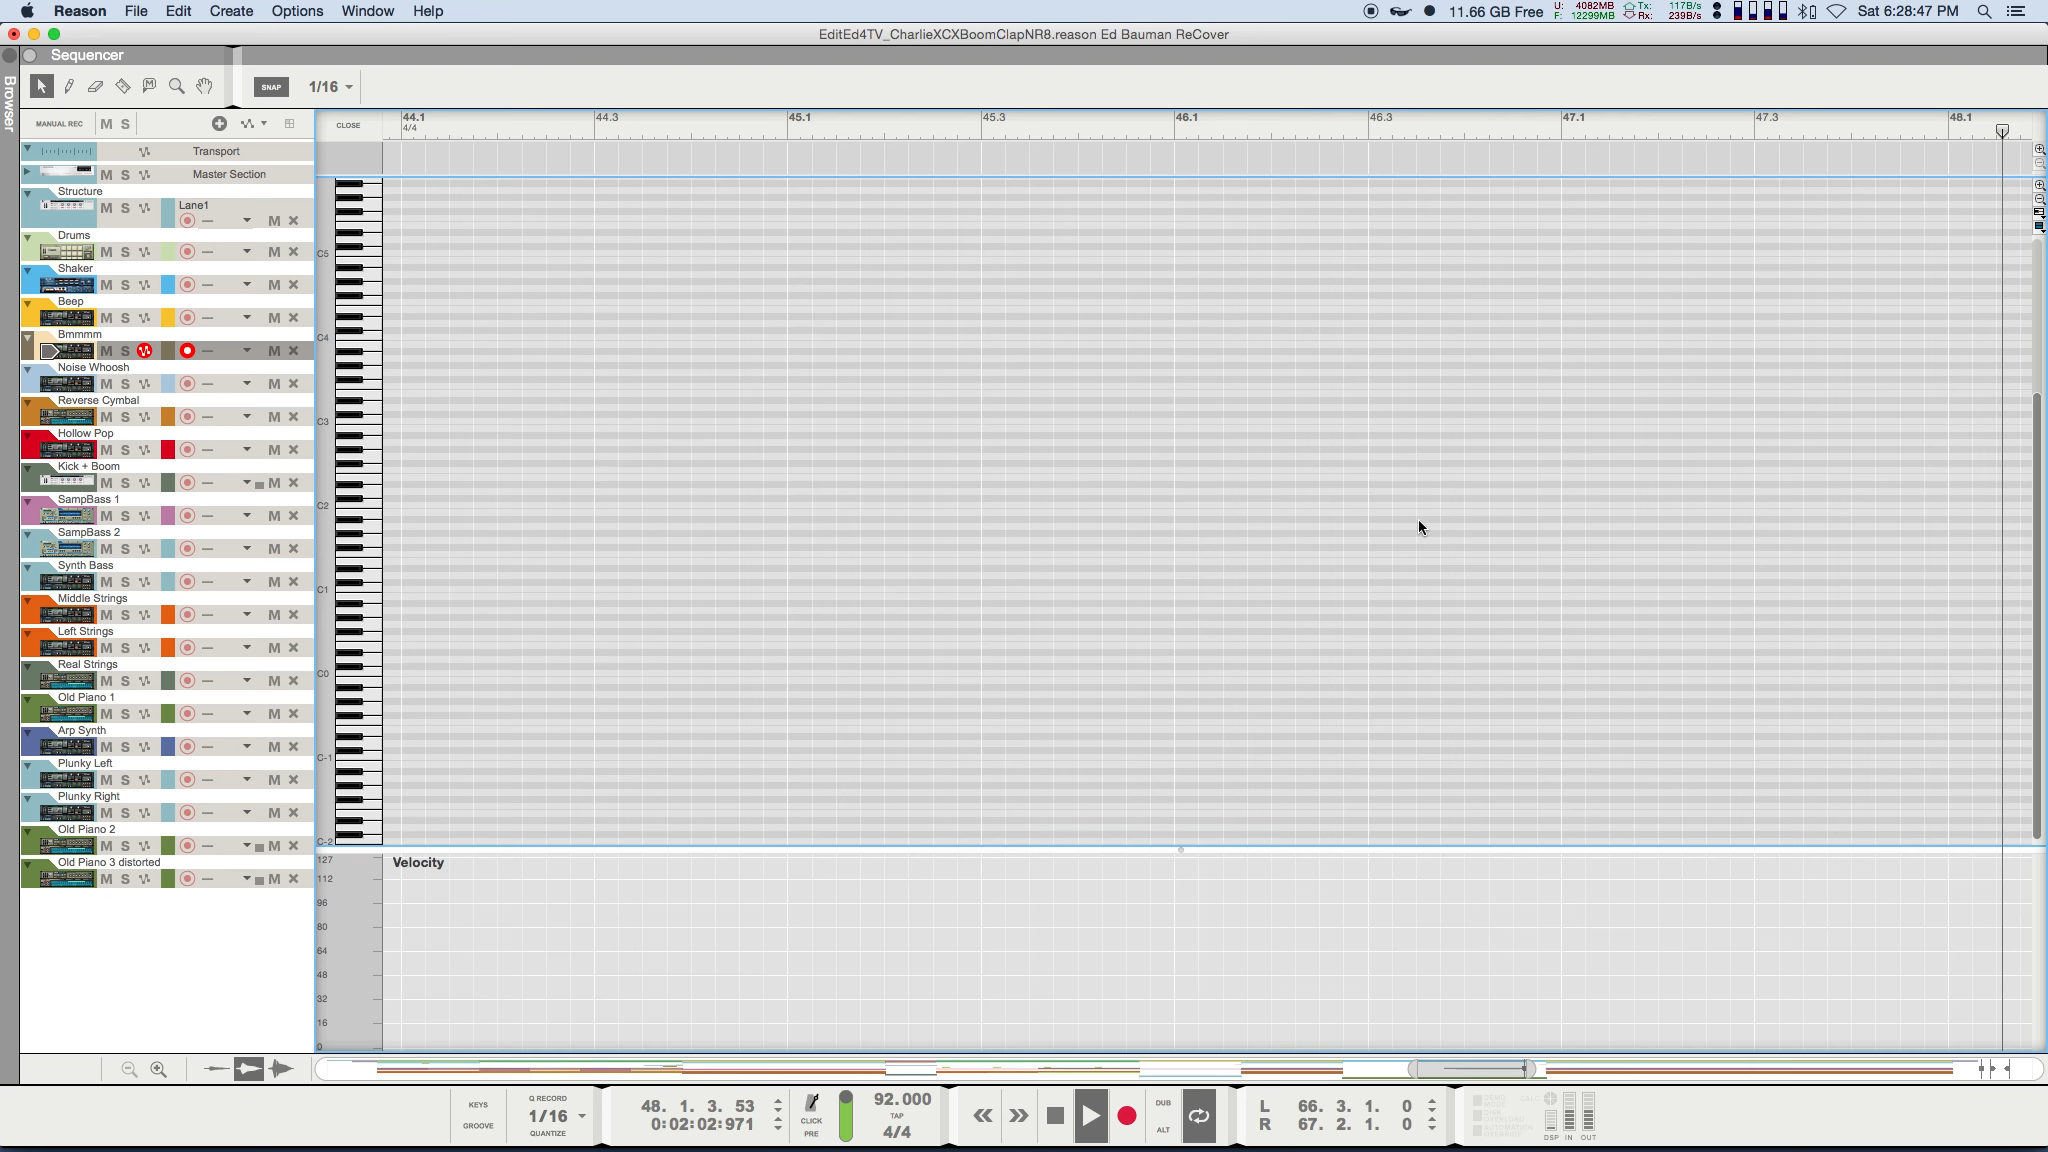 Reason File Edit Create Options Window Help
11.66 GB Free U: 4082MB F: 12299MB Tx: 117B/s Rx: 239B/s Sat 6:28:47 PM
EditEd4TV_CharlieXCXBoomClapNR8.reason Ed Bauman ReCover
Browser
Sequencer
SNAP 1/16
MANUAL REC M S
CLOSE
44.1 44.3 45.1 45.3 46.1 46.3 47.1 47.3 48.1
4/4
Transport
M S Master Section
Structure
M S Lane1
M
Drums
M S M
Shaker
M S M
Beep
M S M
Bmmmm
M S M
Noise Whoosh
M S M
Reverse Cymbal
M S M
Hollow Pop
M S M
Kick + Boom
M S M
SampBass 1
M S M
SampBass 2
M S M
Synth Bass
M S M
Middle Strings
M S M
Left Strings
M S M
Real Strings
M S M
Old Piano 1
M S M
Arp Synth
M S M
Plunky Left
M S M
Plunky Right
M S M
Old Piano 2
M S M
Old Piano 3 distorted
M S M
C5
C4
C3
C2
C1
C0
C-1
C-2
Velocity
127
112
96
80
64
48
32
16
0
KEYS
GROOVE
Q RECORD
1/16
QUANTIZE
48. 1. 3. 53
0:02:02:971
CLICK
PRE
92.000
TAP
4/4
DUB
ALT
L 66. 3. 1. 0
R 67. 2. 1. 0
CALC
DSP IN OUT